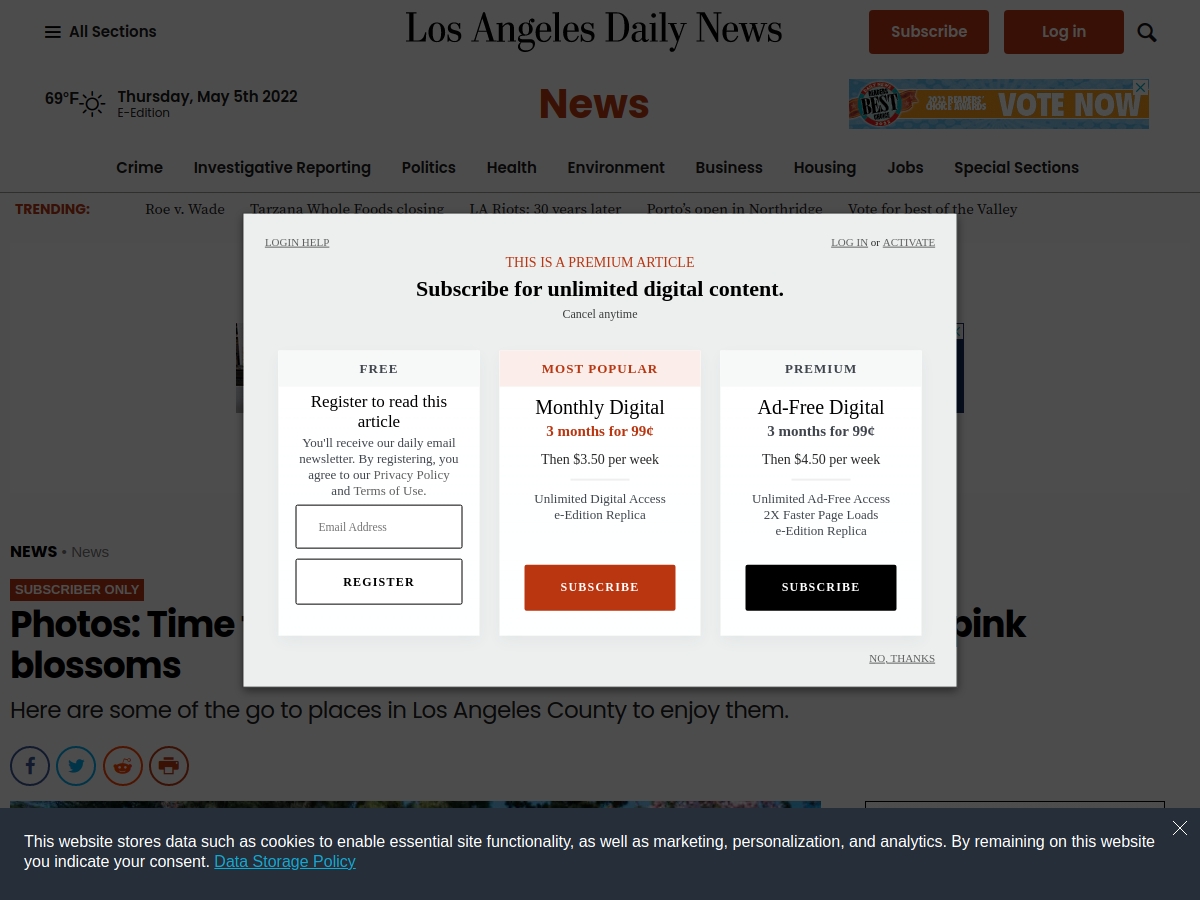 All Sections
Los Angeles Daily News
Subscribe
Log in
69°F
Thursday, May 5th 2022
E-Edition
News
READERS
BEST
CHOICE
2022
2022 READERS'
CHOICE AWARDS
VOTE NOW
Crime
Investigative Reporting
Politics
Health
Environment
Business
Housing
Jobs
Special Sections
TRENDING:
Roe v. Wade
Tarzana Whole Foods closing
LA Riots: 30 years later
Porto's open in Northridge
Vote for best of the Valley
LOGIN HELP
LOG IN or ACTIVATE
THIS IS A PREMIUM ARTICLE
Subscribe for unlimited digital content.
Cancel anytime
FREE
Register to read this
article
You'll receive our daily email
newsletter. By registering, you
agree to our Privacy Policy
and Terms of Use.
Email Address
REGISTER
MOST POPULAR
Monthly Digital
3 months for 99¢
Then $3.50 per week
Unlimited Digital Access
e-Edition Replica
SUBSCRIBE
PREMIUM
Ad-Free Digital
3 months for 99¢
Then $4.50 per week
Unlimited Ad-Free Access
2X Faster Page Loads
e-Edition Replica
SUBSCRIBE
NO, THANKS
NEWS • News
SUBSCRIBER ONLY
Photos: Time pink
blossoms
Here are some of the go to places in Los Angeles County to enjoy them.
This website stores data such as cookies to enable essential site functionality, as well as marketing, personalization, and analytics. By remaining on this website
you indicate your consent. Data Storage Policy